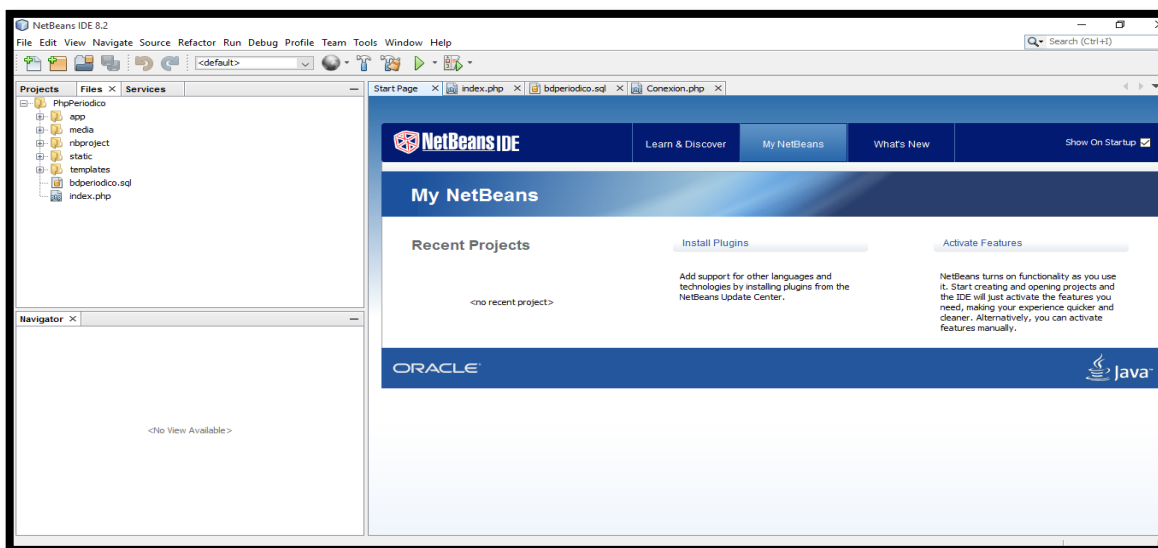 NetBeans IDE 8.2
File Edit View Navigate Source Refactor Run Debug Profile Team Tools Window Help
Search (Ctrl+I)
<default>
Projects Files Services
PhpPeriodico
app
media
nbproject
static
templates
bdperiodico.sql
index.php
Navigator
<No View Available>
Start Page index.php bdperiodico.sql Conexion.php
NetBeans IDE
Learn & Discover My NetBeans What's New
Show On Startup
My NetBeans
Recent Projects
<no recent project>
Install Plugins
Add support for other languages and
technologies by installing plugins from the
NetBeans Update Center.
Activate Features
NetBeans turns on functionality as you use
it. Start creating and opening projects and
the IDE will just activate the features you
need, making your experience quicker and
cleaner. Alternatively, you can activate
features manually.
ORACLE
Java